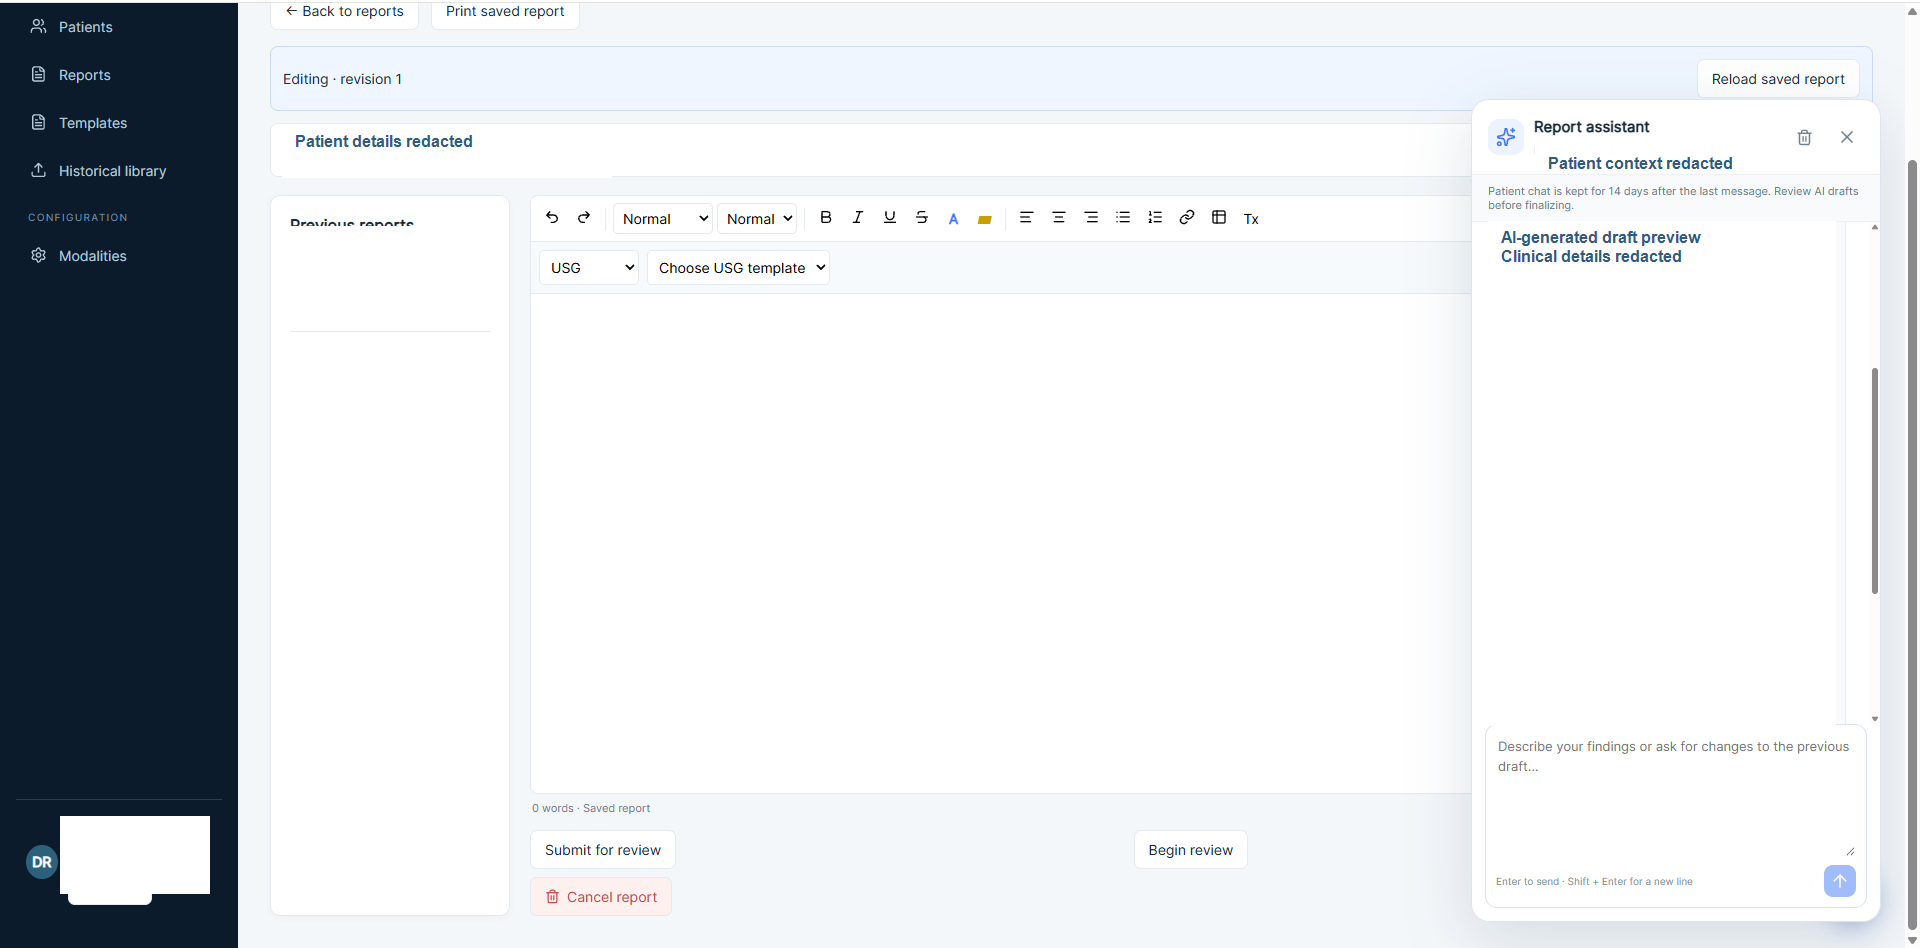 Patients
Reports
Templates
Historical library
CONFIGURATION
Modalities
DR
← Back to reports
Print saved report
Editing · revision 1
Reload saved report
Patient details redacted
Previous reports
Normal
Normal
B I U S A
Tx
USG
Choose USG template
0 words · Saved report
Submit for review
Begin review
Cancel report
Report assistant
Patient context redacted
Patient chat is kept for 14 days after the last message. Review AI drafts
before finalizing.
AI-generated draft preview
Clinical details redacted
Describe your findings or ask for changes to the previous
draft...
Enter to send · Shift + Enter for a new line